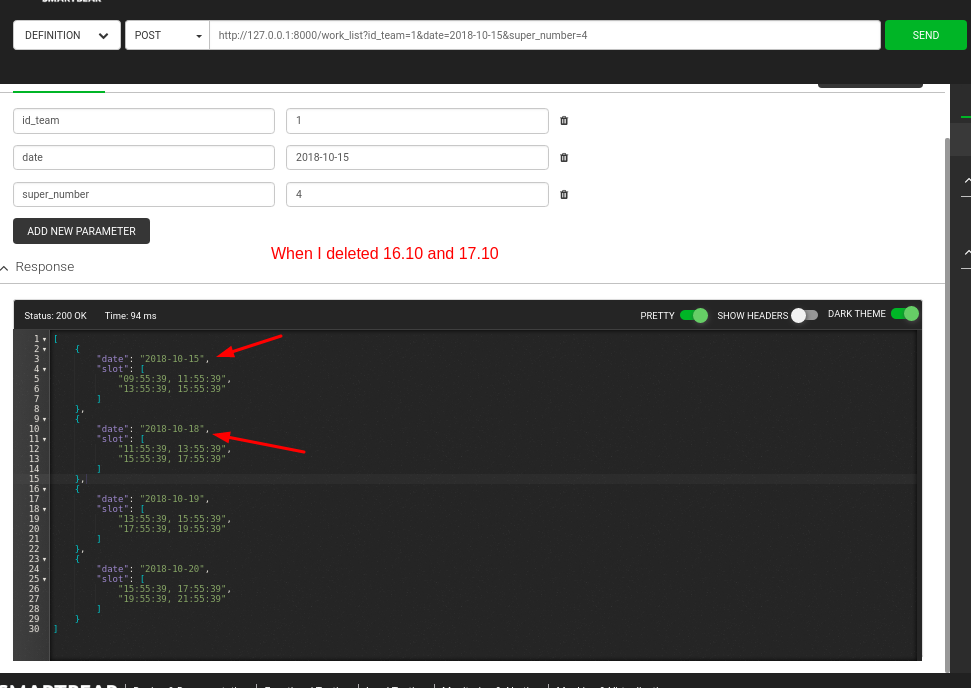 DEFINITION POST http://127.0.0.1:8000/work_list?id_team=1&date=2018-10-15&super_number=4 SEND
id_team 1
date 2018-10-15
super_number 4
ADD NEW PARAMETER
When I deleted 16.10 and 17.10
Response
Status: 200 OK Time: 94 ms PRETTY SHOW HEADERS DARK THEME
1 [
2 {
3 "date": "2018-10-15",
4 "slot": [
5 "09:55:39, 11:55:39",
6 "13:55:39, 15:55:39"
7 ]
8 },
9 {
10 "date": "2018-10-18",
11 "slot": [
12 "11:55:39, 13:55:39",
13 "15:55:39, 17:55:39"
14 ]
15 },
16 {
17 "date": "2018-10-19",
18 "slot": [
19 "13:55:39, 15:55:39",
20 "17:55:39, 19:55:39"
21 ]
22 },
23 {
24 "date": "2018-10-20",
25 "slot": [
26 "15:55:39, 17:55:39",
27 "19:55:39, 21:55:39"
28 ]
29 }
30 ]